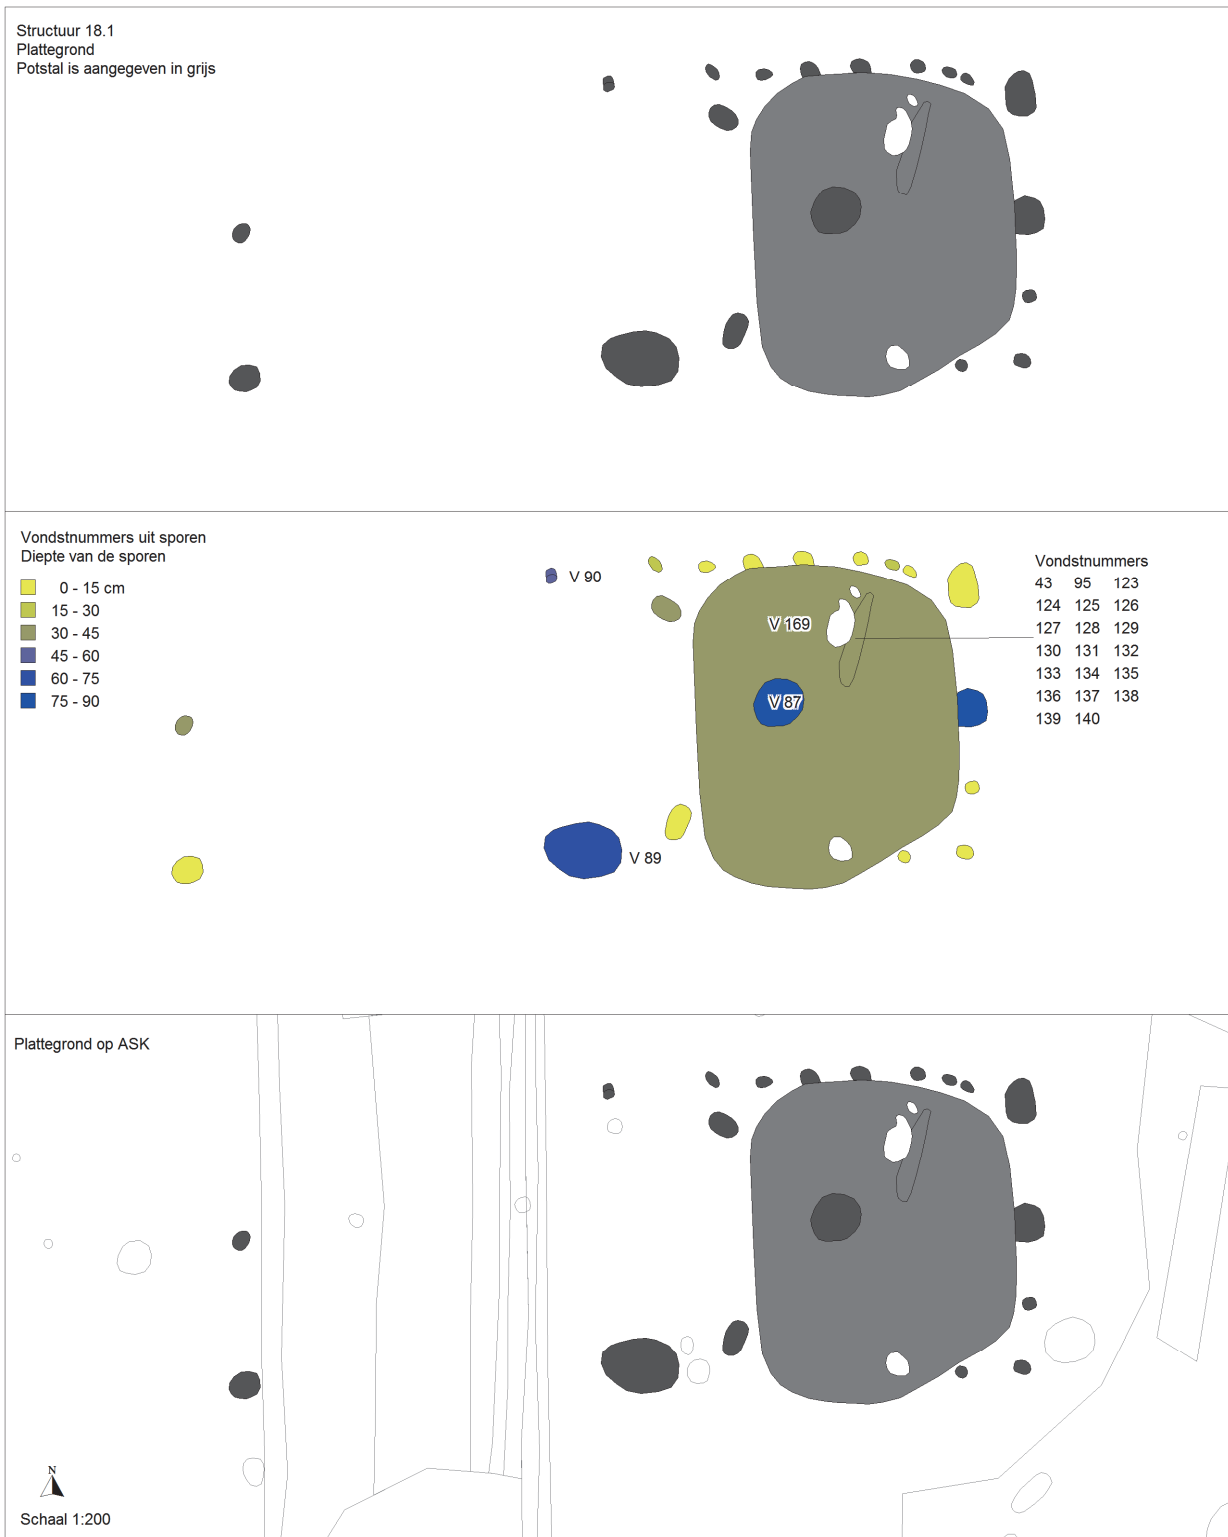 Structuur 18.1
Plattegrond
Potstal is aangegeven in grijs
Vondstnummers uit sporen
Diepte van de sporen
0 - 15 cm
15 - 30
30 - 45
45 - 60
60 - 75
75 - 90
V 90
V 169
V 87
V 89
Vondstnummers
43 95 123
124 125 126
127 128 129
130 131 132
133 134 135
136 137 138
139 140
Plattegrond op ASK
N
Schaal 1:200